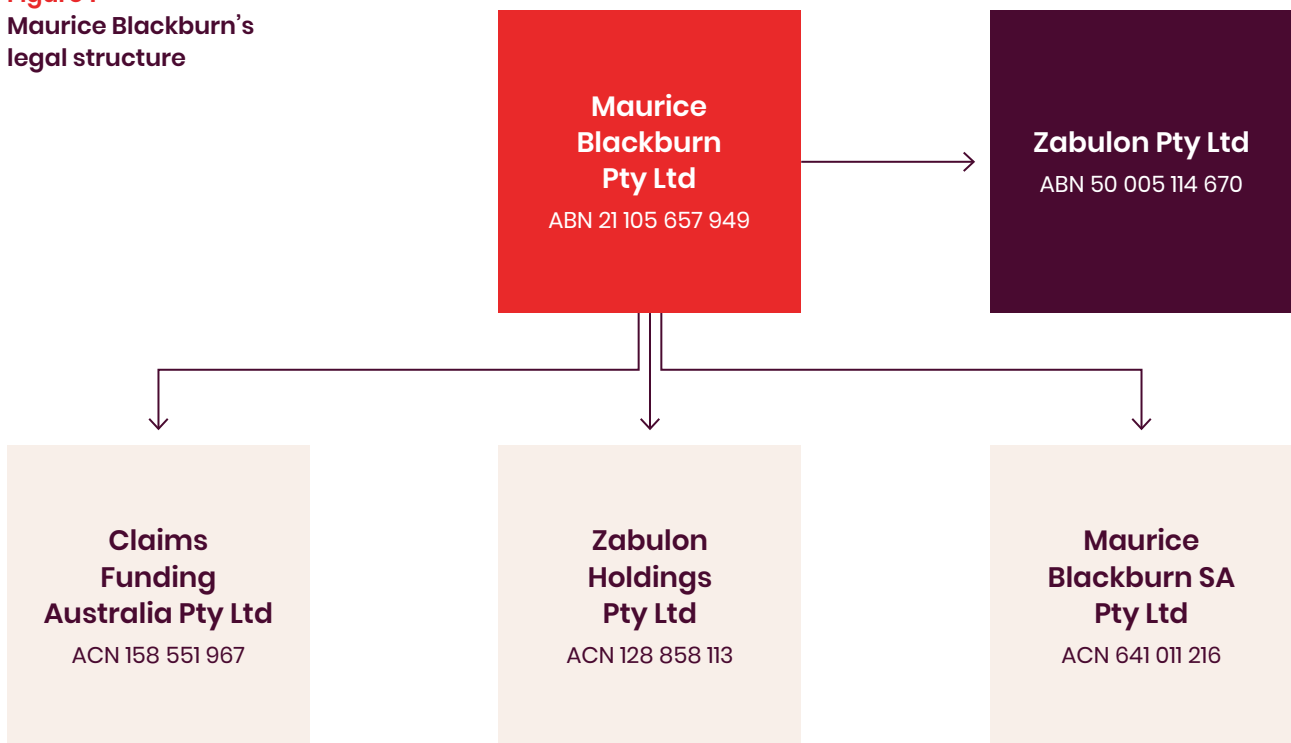 Maurice Blackburn's
legal structure
Maurice
Blackburn
Pty Ltd
ABN 21 105 657 949
Zabulon Pty Ltd
ABN 50 005 114 670
Claims
Funding
Australia Pty Ltd
ACN 158 551 967
Zabulon
Holdings
Pty Ltd
ACN 128 858 113
Maurice
Blackburn SA
Pty Ltd
ACN 641 011 216